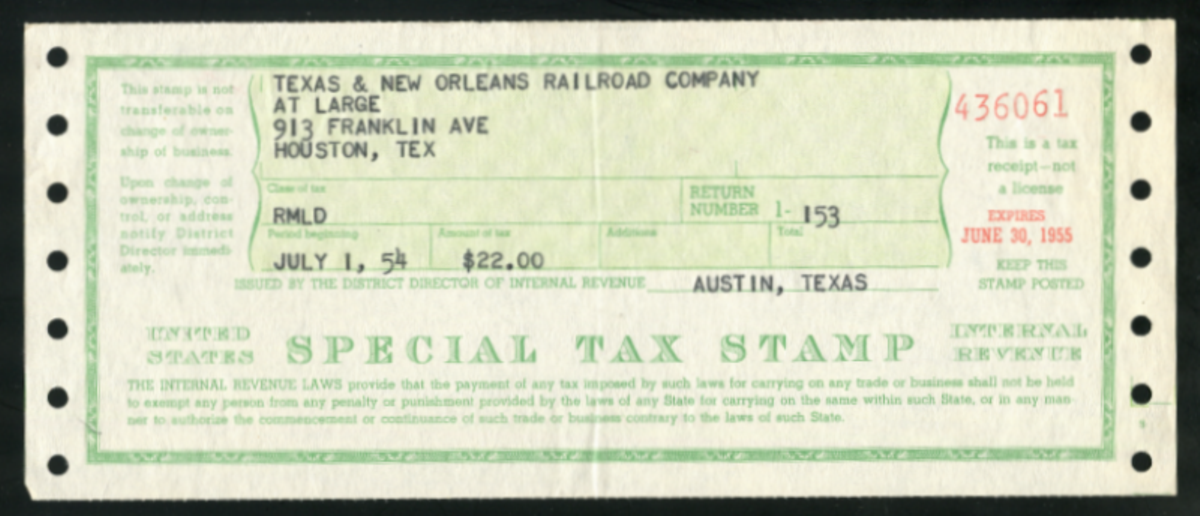 This stamp is not
transferable on
change of owner-
ship of business.
Upon change of
ownership, con-
trol, or address
notify District
Director immedi-
ately.
TEXAS & NEW ORLEANS RAILROAD COMPANY
AT LARGE
913 FRANKLIN AVE
HOUSTON, TEX
Class of tax
RMLD
RETURN
NUMBER 1- 153
Period beginning
JULY 1, 54
Amount of tax
$22.00
Additions
Total
436061
This is a tax
receipt—not
a license
EXPIRES
JUNE 30, 1955
KEEP THIS
STAMP POSTED
ISSUED BY THE DISTRICT DIRECTOR OF INTERNAL REVENUE AUSTIN, TEXAS
UNITED
STATES
SPECIAL TAX STAMP
INTERNAL
REVENUE
THE INTERNAL REVENUE LAWS provide that the payment of any tax imposed by such laws for carrying on any trade or business shall not be held
to exempt any person from any penalty or punishment provided by the laws of any State for carrying on the same within such State, or in any man-
ner to authorize the commencement or continuance of such trade or business contrary to the laws of such State.